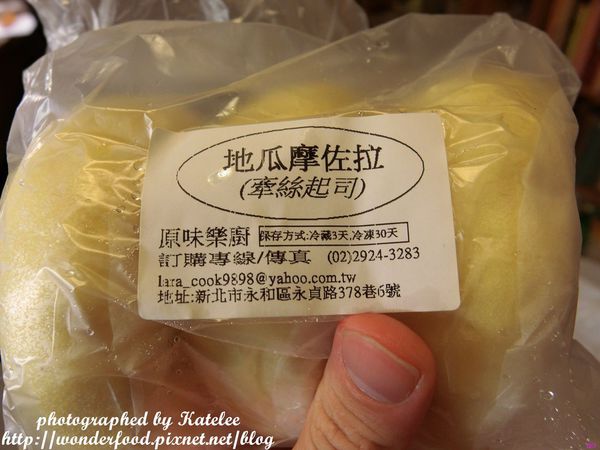 地瓜摩佐拉
(牽絲起司)
原味樂廚 保存方式:冷藏3天,冷凍30天
訂購專線/傳真 (02)2924-3283
lara_cook9898@yahoo.com.tw
地址:新北市永和區永貞路378巷6號
photographed by Katelee
http://wonderfood.pixnet.net/blog